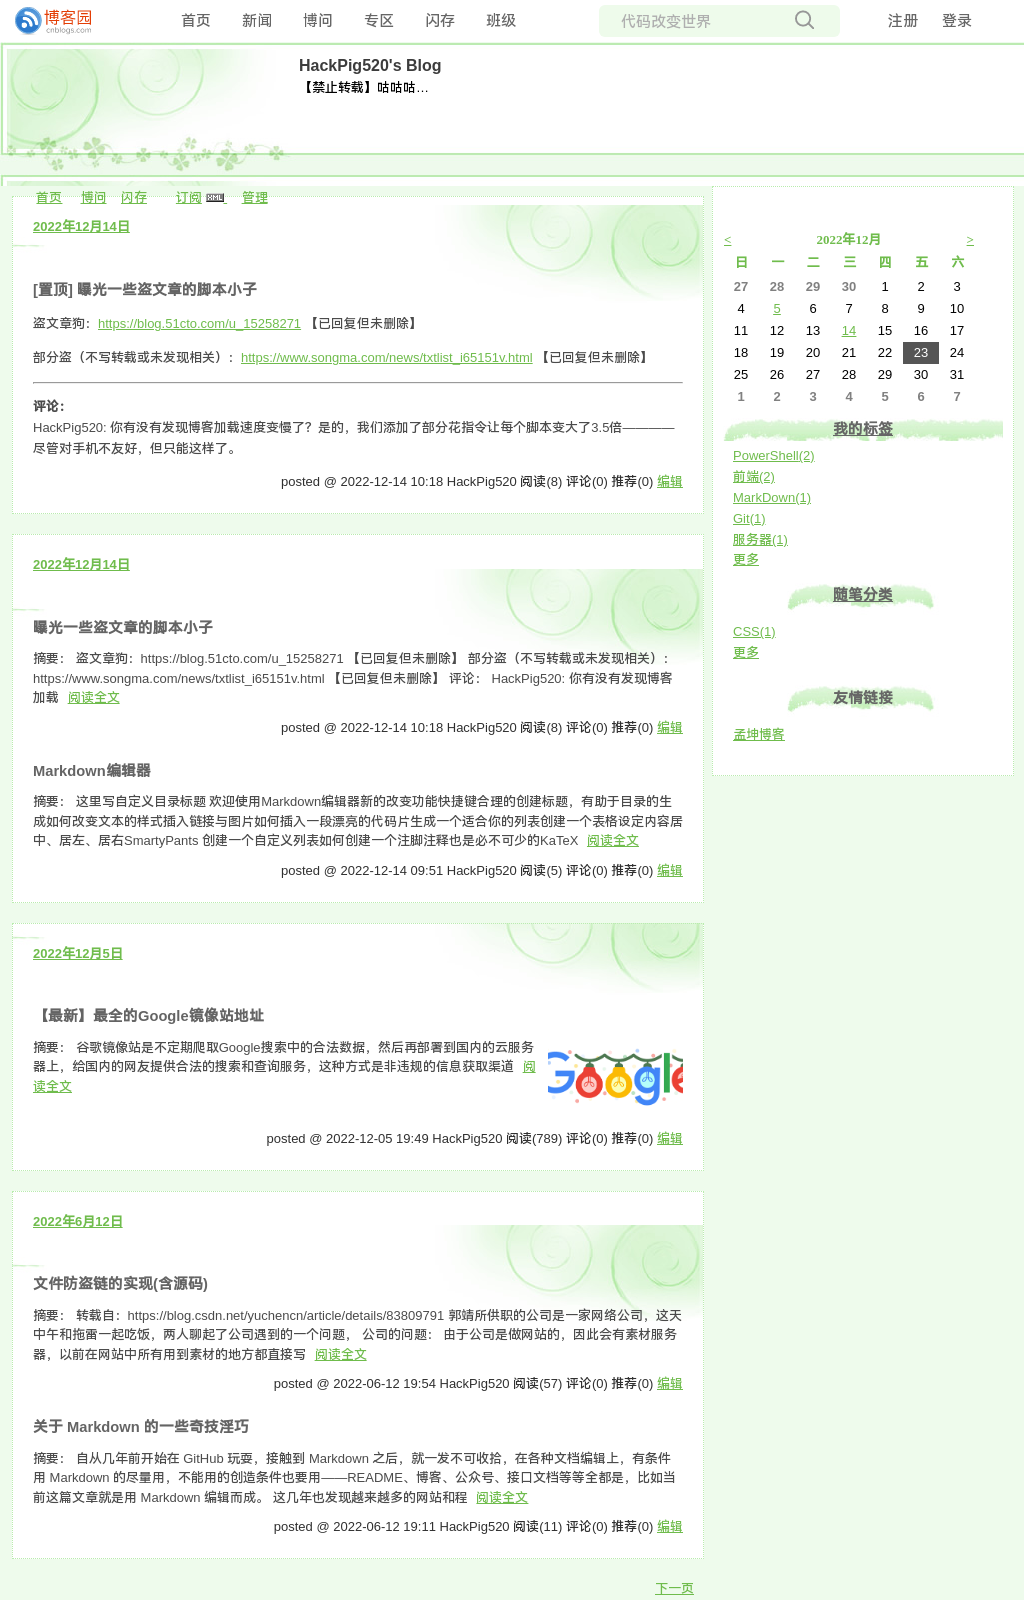 博客园
cnblogs.com
首页 新闻 博问 专区 闪存 班级 代码改变世界 注册 登录
HackPig520's Blog
【禁止转载】咕咕咕…
首页 博问 闪存 订阅 XML 管理
2022年12月14日
[置顶] 曝光一些盗文章的脚本小子
盗文章狗：https://blog.51cto.com/u_15258271 【已回复但未删除】
部分盗（不写转载或未发现相关）：https://www.songma.com/news/txtlist_i65151v.html 【已回复但未删除】
评论：
HackPig520: 你有没有发现博客加载速度变慢了？是的，我们添加了部分花指令让每个脚本变大了3.5倍————
尽管对手机不友好，但只能这样了。
posted @ 2022-12-14 10:18 HackPig520 阅读(8) 评论(0) 推荐(0) 编辑
2022年12月14日
曝光一些盗文章的脚本小子
摘要： 盗文章狗：https://blog.51cto.com/u_15258271 【已回复但未删除】 部分盗（不写转载或未发现相关）：
https://www.songma.com/news/txtlist_i65151v.html 【已回复但未删除】 评论： HackPig520: 你有没有发现博客
加载 阅读全文
posted @ 2022-12-14 10:18 HackPig520 阅读(8) 评论(0) 推荐(0) 编辑
Markdown编辑器
摘要： 这里写自定义目录标题 欢迎使用Markdown编辑器新的改变功能快捷键合理的创建标题，有助于目录的生
成如何改变文本的样式插入链接与图片如何插入一段漂亮的代码片生成一个适合你的列表创建一个表格设定内容居
中、居左、居右SmartyPants 创建一个自定义列表如何创建一个注脚注释也是必不可少的KaTeX 阅读全文
posted @ 2022-12-14 09:51 HackPig520 阅读(5) 评论(0) 推荐(0) 编辑
2022年12月5日
【最新】最全的Google镜像站地址
摘要： 谷歌镜像站是不定期爬取Google搜索中的合法数据，然后再部署到国内的云服务
器上，给国内的网友提供合法的搜索和查询服务，这种方式是非违规的信息获取渠道 阅
读全文
Google
posted @ 2022-12-05 19:49 HackPig520 阅读(789) 评论(0) 推荐(0) 编辑
2022年6月12日
文件防盗链的实现(含源码)
摘要： 转载自：https://blog.csdn.net/yuchencn/article/details/83809791 郭靖所供职的公司是一家网络公司，这天
中午和拖雷一起吃饭，两人聊起了公司遇到的一个问题， 公司的问题： 由于公司是做网站的，因此会有素材服务
器，以前在网站中所有用到素材的地方都直接写 阅读全文
posted @ 2022-06-12 19:54 HackPig520 阅读(57) 评论(0) 推荐(0) 编辑
关于 Markdown 的一些奇技淫巧
摘要： 自从几年前开始在 GitHub 玩耍，接触到 Markdown 之后，就一发不可收拾，在各种文档编辑上，有条件
用 Markdown 的尽量用，不能用的创造条件也要用——README、博客、公众号、接口文档等等全都是，比如当
前这篇文章就是用 Markdown 编辑而成。 这几年也发现越来越多的网站和程 阅读全文
posted @ 2022-06-12 19:11 HackPig520 阅读(11) 评论(0) 推荐(0) 编辑
下一页
< 2022年12月 >
日 一 二 三 四 五 六
27 28 29 30 1 2 3
4 5 6 7 8 9 10
11 12 13 14 15 16 17
18 19 20 21 22 23 24
25 26 27 28 29 30 31
1 2 3 4 5 6 7
我的标签
PowerShell(2)
前端(2)
MarkDown(1)
Git(1)
服务器(1)
更多
随笔分类
CSS(1)
更多
友情链接
孟坤博客